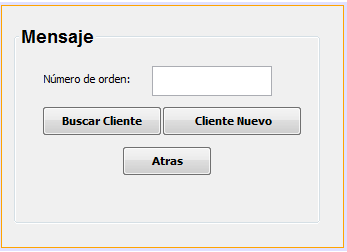 Mensaje
Número de orden:
Buscar Cliente Cliente Nuevo
Atras